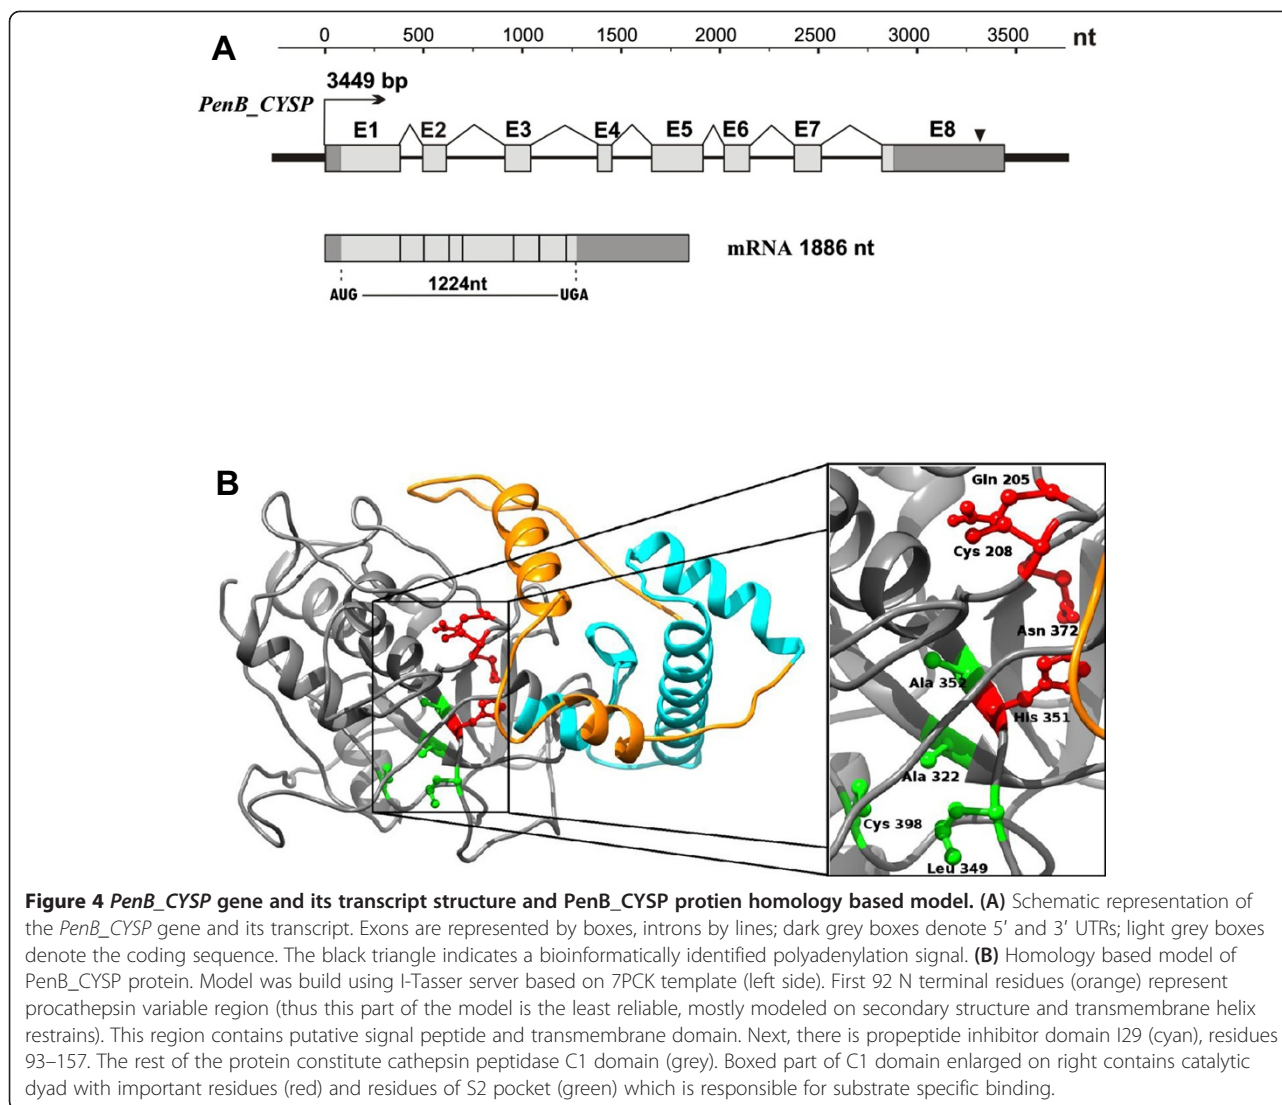 A
0 500 1000 1500 2000 2500 3000 3500 nt
3449 bp
PenB_CYSP
E1 E2 E3 E4 E5 E6 E7 E8
mRNA 1886 nt
1224nt
AUG UGA
B
Gln 205
Cys 208
Asn 372
Ala 352
His 351
Ala 322
Cys 398
Leu 349
Figure 4 PenB_CYSP gene and its transcript structure and PenB_CYSP protien homology based model. (A) Schematic representation of
the PenB_CYSP gene and its transcript. Exons are represented by boxes, introns by lines; dark grey boxes denote 5′ and 3′ UTRs; light grey boxes
denote the coding sequence. The black triangle indicates a bioinformatically identified polyadenylation signal. (B) Homology based model of
PenB_CYSP protein. Model was build using I-Tasser server based on 7PCK template (left side). First 92 N terminal residues (orange) represent
procathepsin variable region (thus this part of the model is the least reliable, mostly modeled on secondary structure and transmembrane helix
restrains). This region contains putative signal peptide and transmembrane domain. Next, there is propeptide inhibitor domain I29 (cyan), residues
93–157. The rest of the protein constitute cathepsin peptidase C1 domain (grey). Boxed part of C1 domain enlarged on right contains catalytic
dyad with important residues (red) and residues of S2 pocket (green) which is responsible for substrate specific binding.